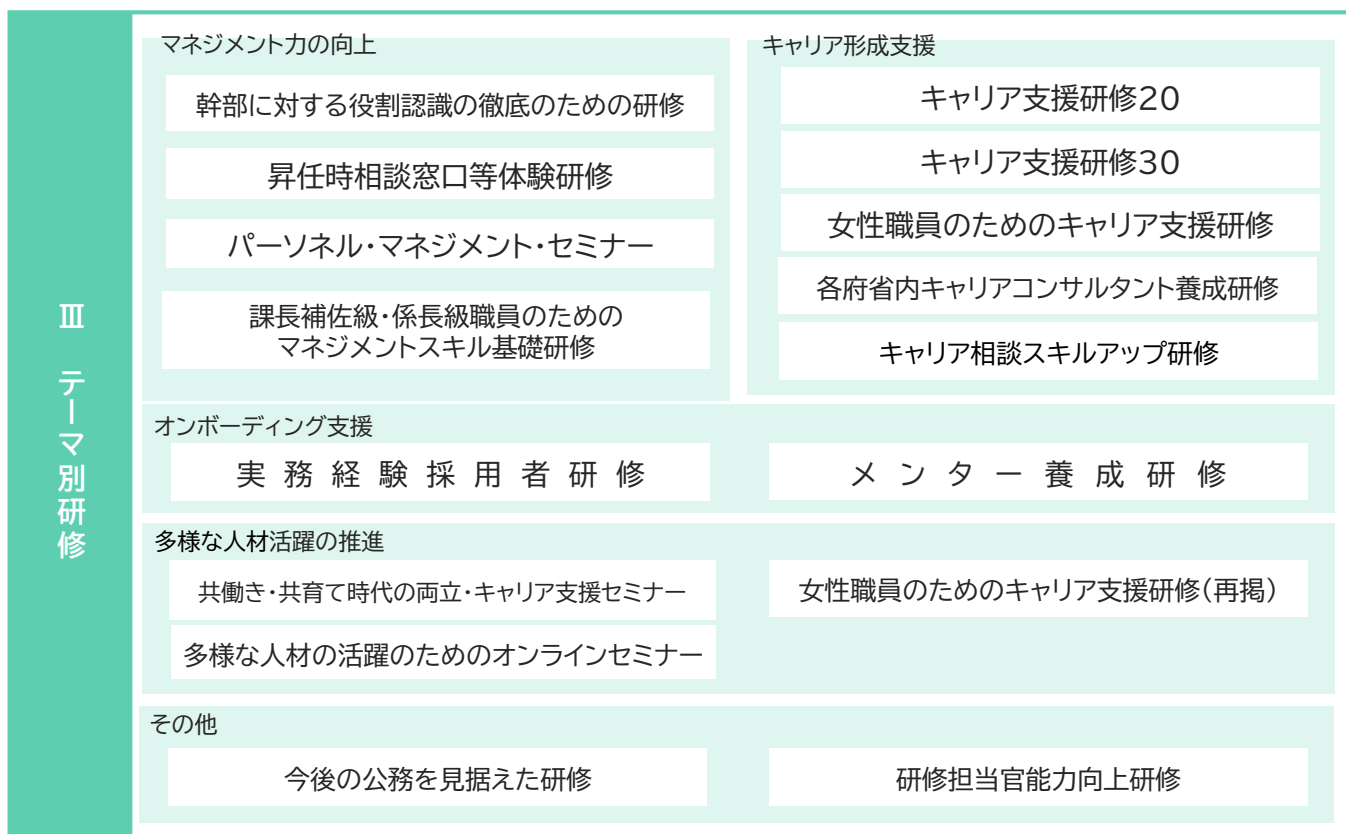 Ⅲ テーマ別研修
マネジメント力の向上
幹部に対する役割認識の徹底のための研修
昇任時相談窓口等体験研修
パーソネル・マネジメント・セミナー
課長補佐級・係長級職員のための
マネジメントスキル基礎研修
キャリア形成支援
キャリア支援研修20
キャリア支援研修30
女性職員のためのキャリア支援研修
各府省内キャリアコンサルタント養成研修
キャリア相談スキルアップ研修
オンボーディング支援
実務経験採用者研修
メンター養成研修
多様な人材活躍の推進
共働き・共育て時代の両立・キャリア支援セミナー
女性職員のためのキャリア支援研修(再掲)
多様な人材の活躍のためのオンラインセミナー
その他
今後の公務を見据えた研修
研修担当官能力向上研修